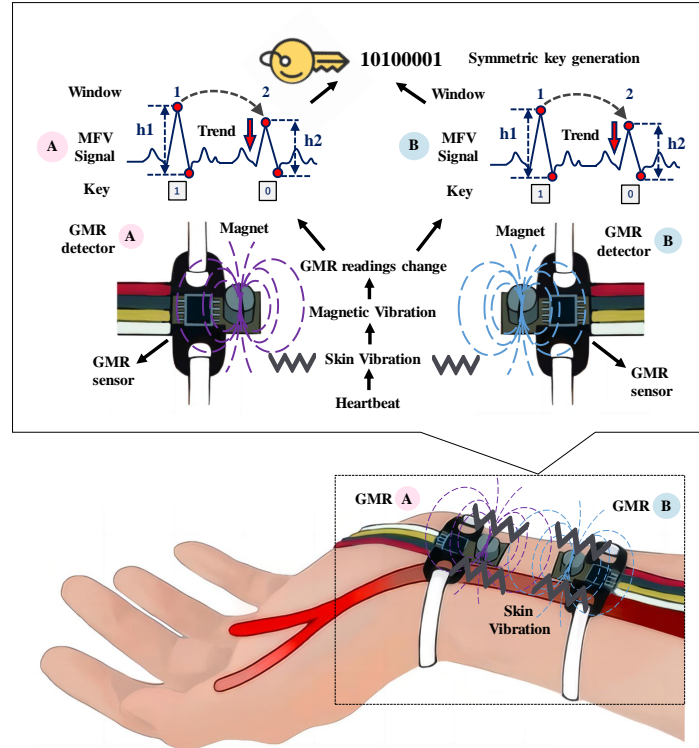 10100001 Symmetric key generation
Window 1 2
h1 Trend h2
A MFV
Signal
Key 1 0
Window 1 2
h1 Trend h2
B MFV
Signal
Key 1 0
GMR
detector A
Magnet
GMR readings change
Magnetic Vibration
Skin Vibration
Heartbeat
GMR
sensor
Magnet
GMR
detector B
GMR
sensor
GMR A
GMR B
Skin
Vibration